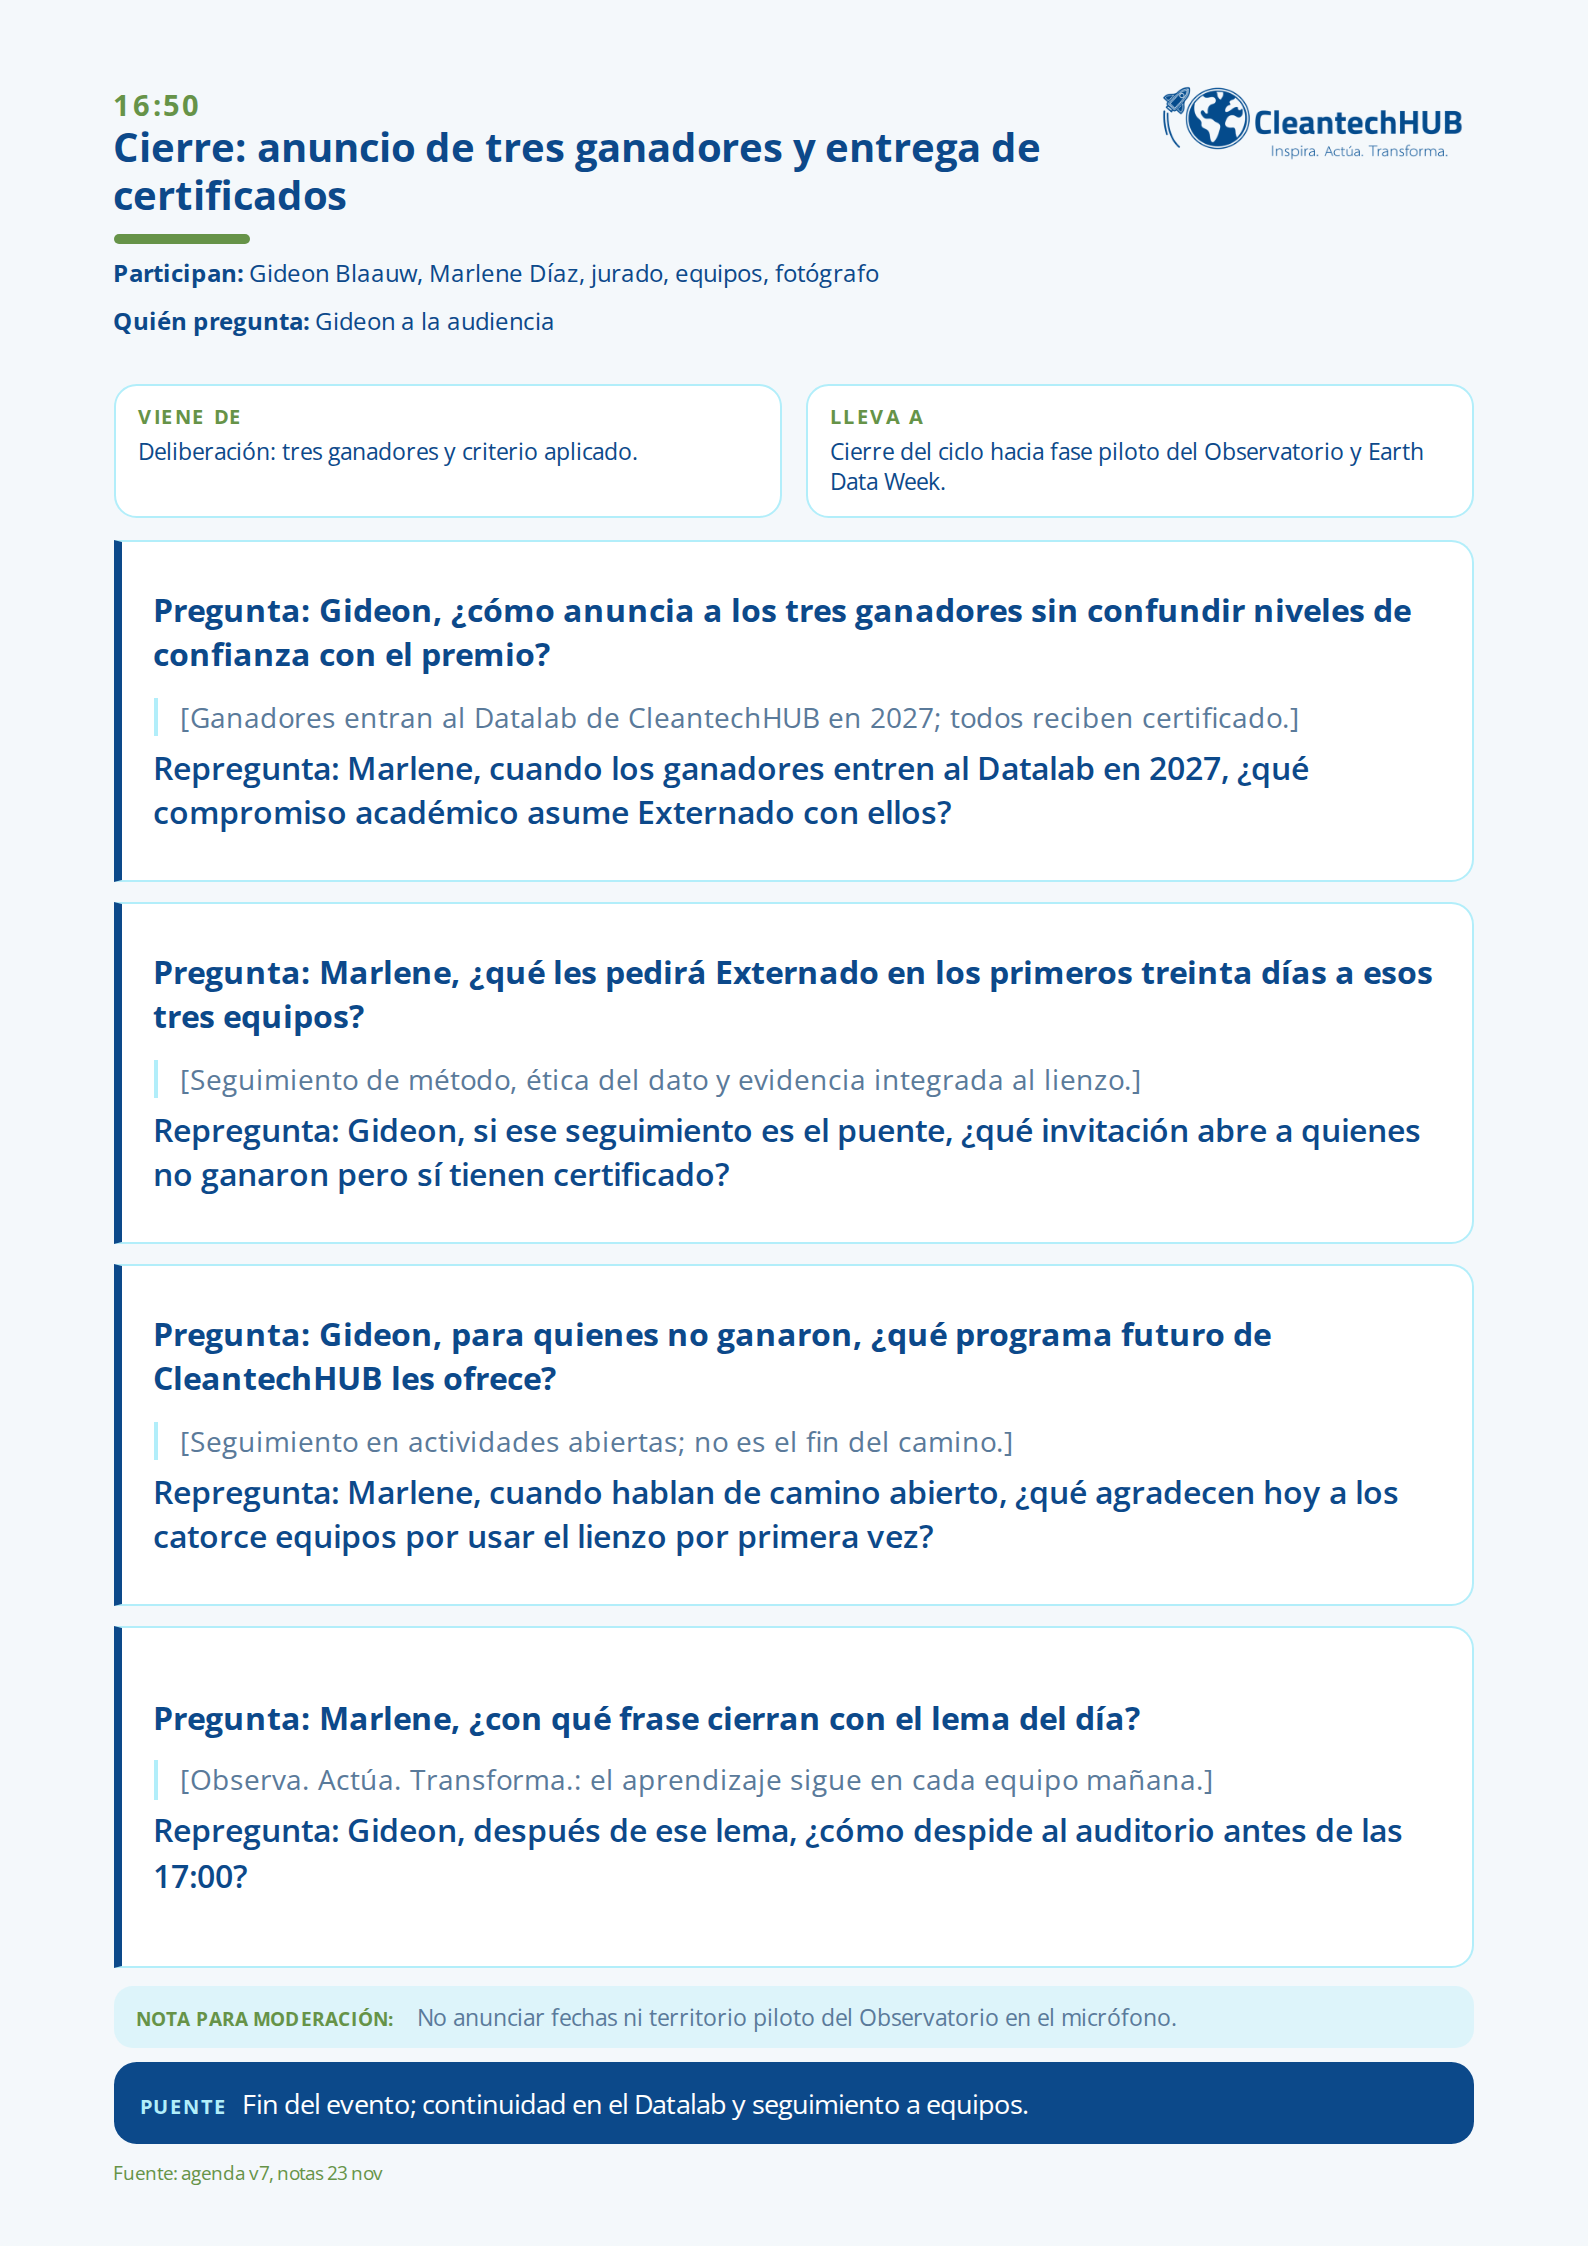 16:50
Cierre: anuncio de tres ganadores y entrega de
certificados
CleantechHUB
Inspira. Actúa. Transforma.
Participan: Gideon Blaauw, Marlene Díaz, jurado, equipos, fotógrafo
Quién pregunta: Gideon a la audiencia
VIENE DE
Deliberación: tres ganadores y criterio aplicado.
LLEVA A
Cierre del ciclo hacia fase piloto del Observatorio y Earth
Data Week.
Pregunta: Gideon, ¿cómo anuncia a los tres ganadores sin confundir niveles de
confianza con el premio?
[Ganadores entran al Datalab de CleantechHUB en 2027; todos reciben certificado.]
Repregunta: Marlene, cuando los ganadores entren al Datalab en 2027, ¿qué
compromiso académico asume Externado con ellos?
Pregunta: Marlene, ¿qué les pedirá Externado en los primeros treinta días a esos
tres equipos?
[Seguimiento de método, ética del dato y evidencia integrada al lienzo.]
Repregunta: Gideon, si ese seguimiento es el puente, ¿qué invitación abre a quienes
no ganaron pero sí tienen certificado?
Pregunta: Gideon, para quienes no ganaron, ¿qué programa futuro de
CleantechHUB les ofrece?
[Seguimiento en actividades abiertas; no es el fin del camino.]
Repregunta: Marlene, cuando hablan de camino abierto, ¿qué agradecen hoy a los
catorce equipos por usar el lienzo por primera vez?
Pregunta: Marlene, ¿con qué frase cierran con el lema del día?
[Observa. Actúa. Transforma.: el aprendizaje sigue en cada equipo mañana.]
Repregunta: Gideon, después de ese lema, ¿cómo despide al auditorio antes de las
17:00?
NOTA PARA MODERACIÓN: No anunciar fechas ni territorio piloto del Observatorio en el micrófono.
PUENTE Fin del evento; continuidad en el Datalab y seguimiento a equipos.
Fuente: agenda v7, notas 23 nov